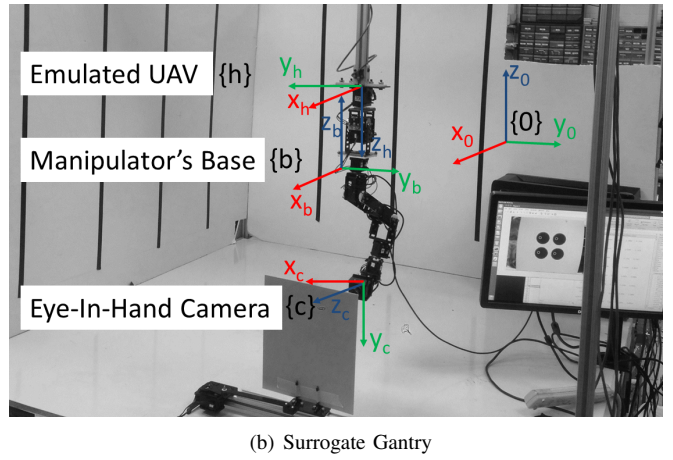 Emulated UAV {h}
y_h
x_h
z_b
z_h
z_0
x_0
{0}
y_0
Manipulator's Base {b}
x_b
y_b
x_c
Eye-In-Hand Camera {c}
z_c
y_c
(b) Surrogate Gantry